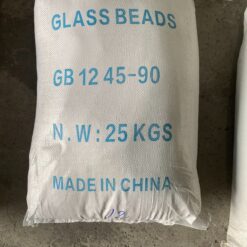 GLASS BEADS
GB 12 45-90
N.W:25 KGS
MADE IN CHINA